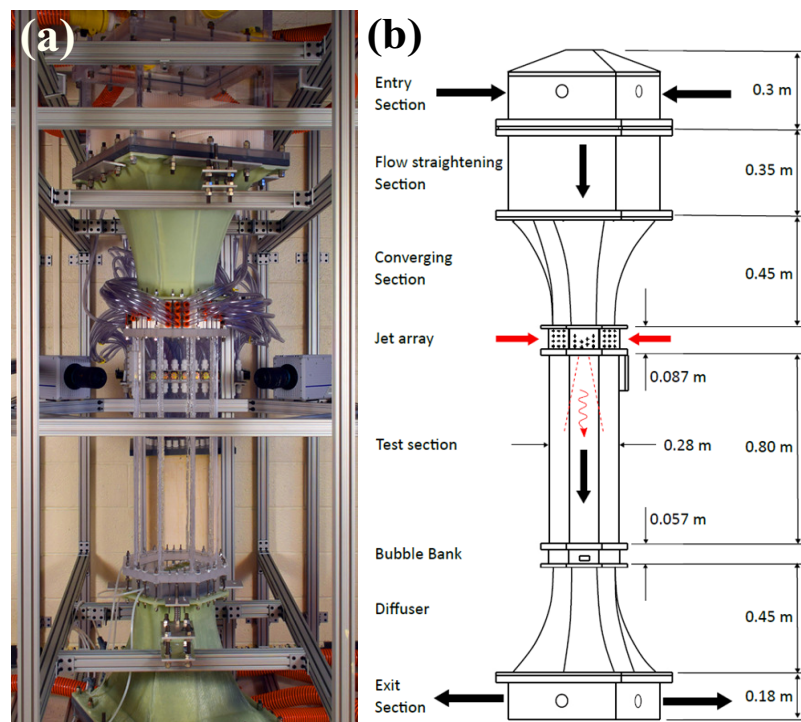 (a)
(b)
Entry
Section
0.3 m
Flow straightening
Section
0.35 m
Converging
Section
0.45 m
Jet array
0.087 m
Test section
0.28 m
0.80 m
0.057 m
Bubble Bank
Diffuser
0.45 m
Exit
Section
0.18 m